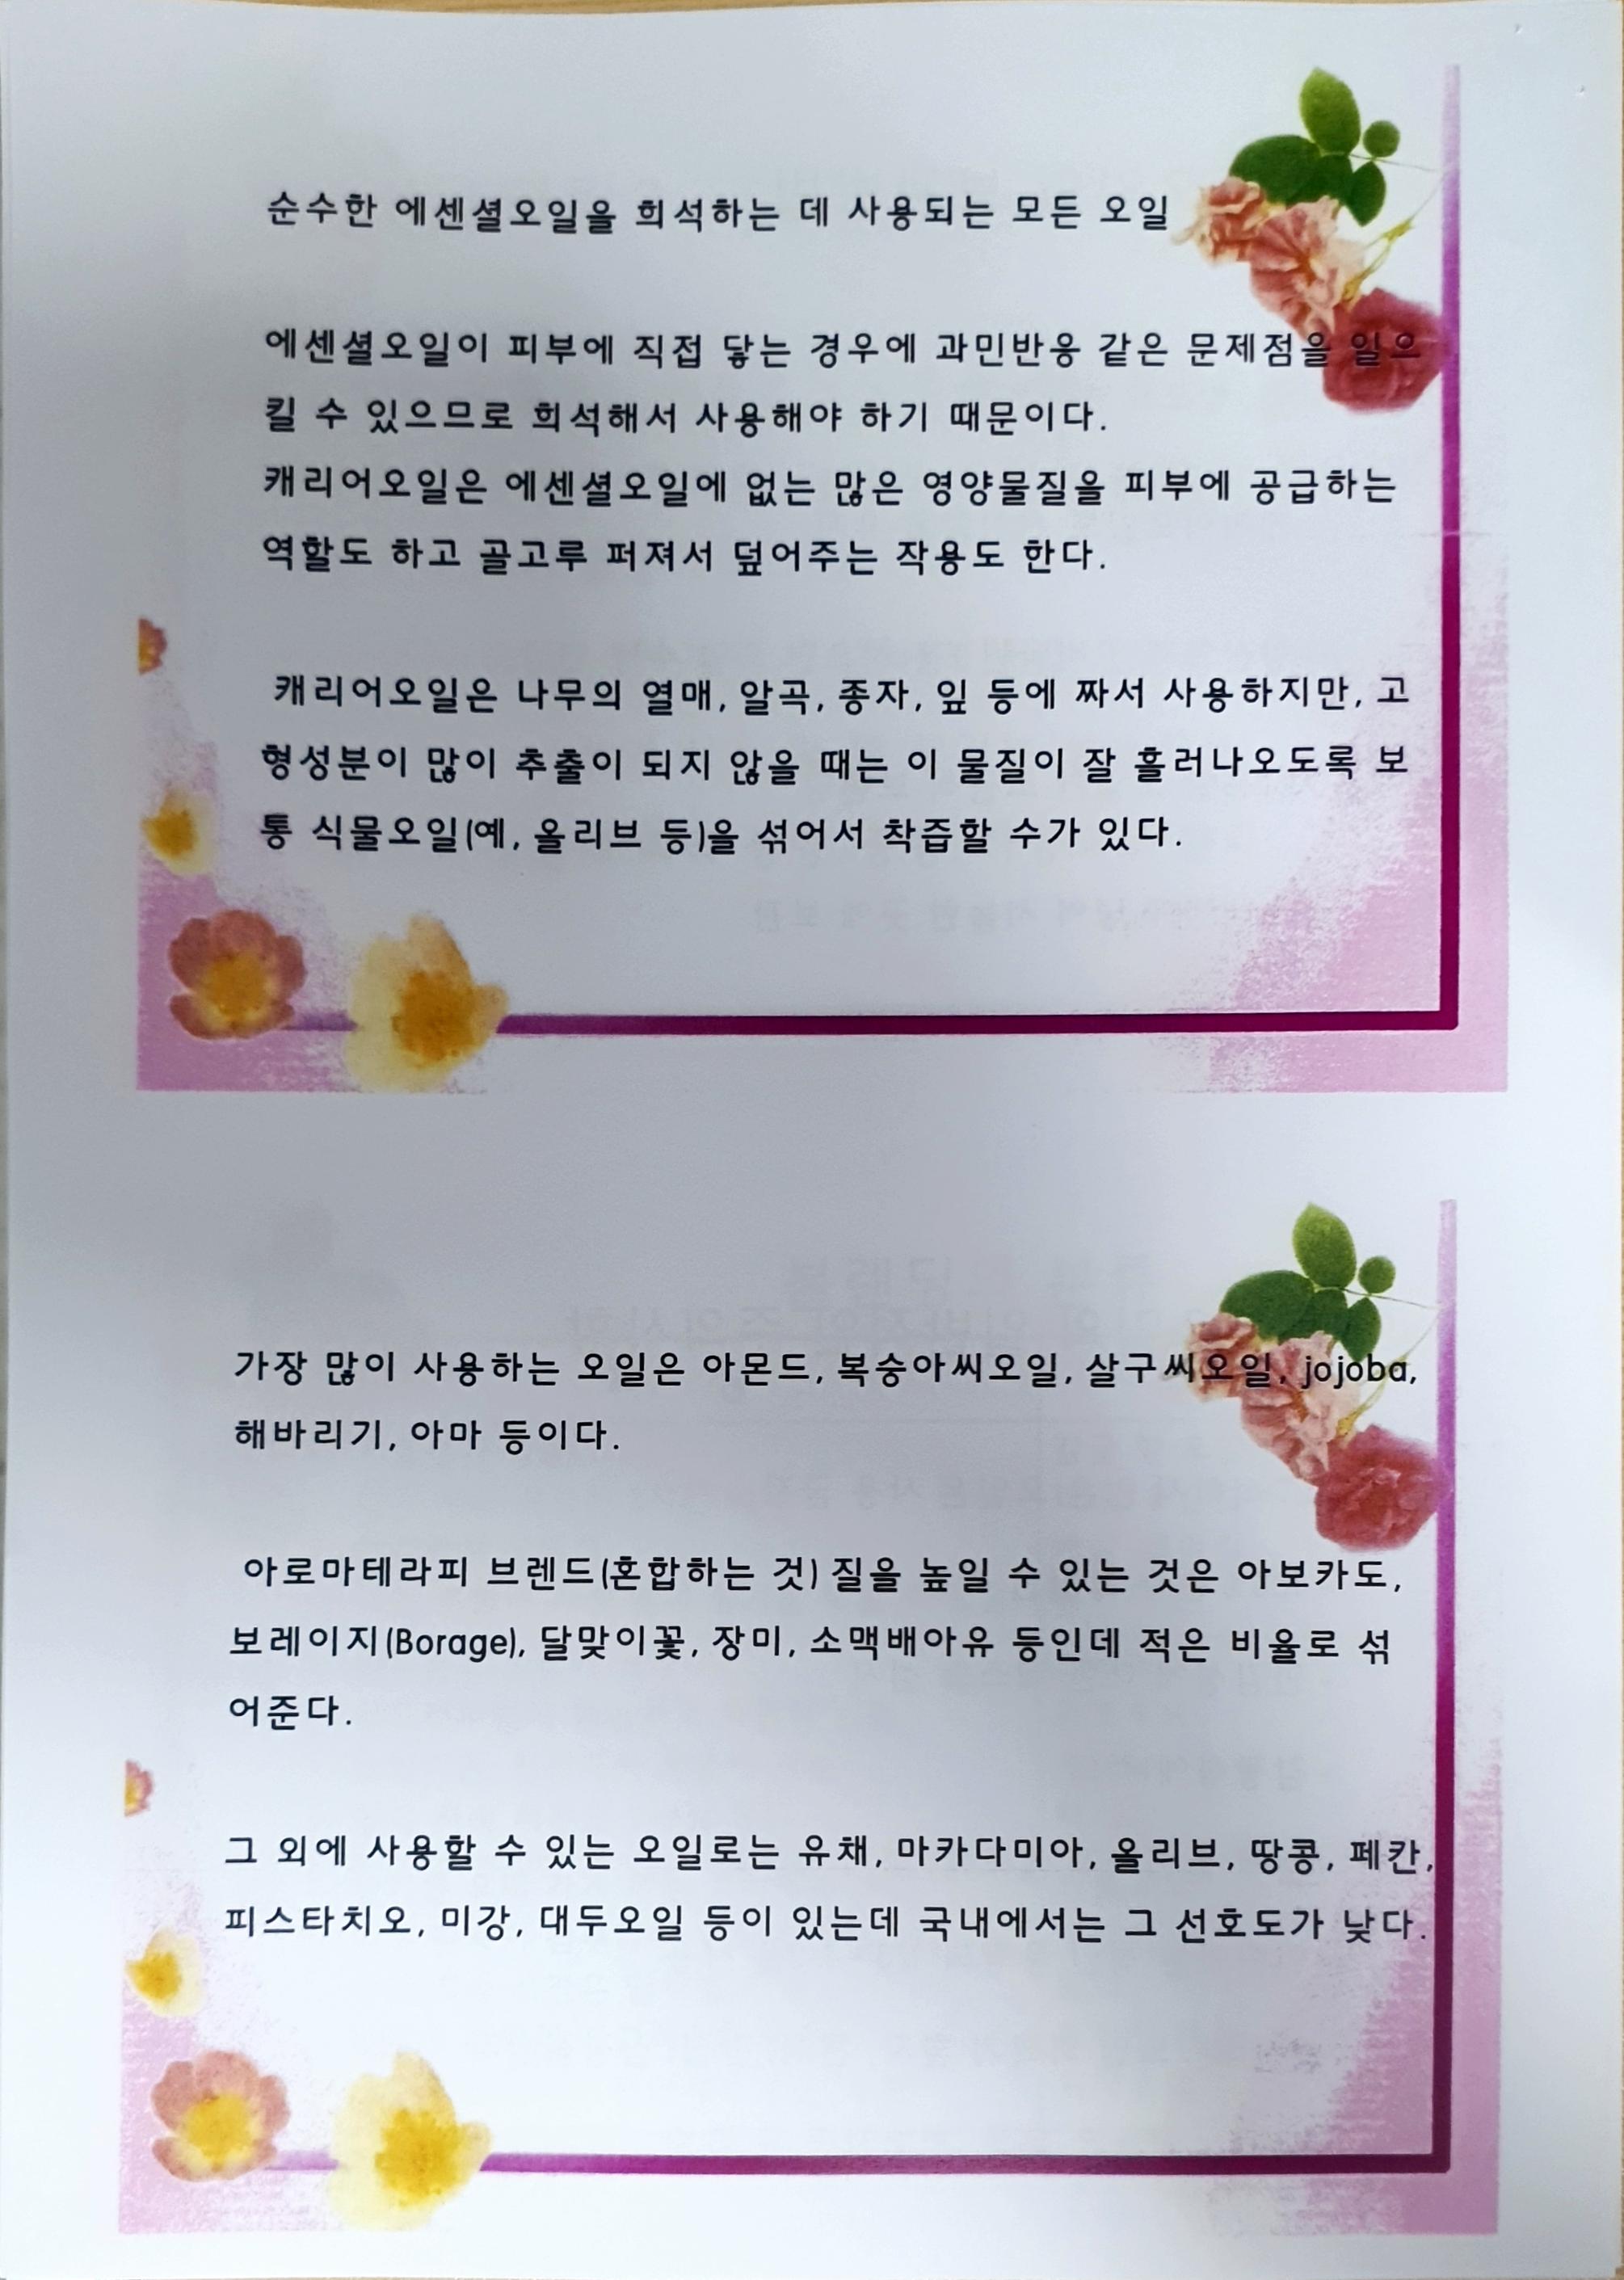 순수한 에센셜오일을 희석하는 데 사용되는 모든 오일
에센셜오일이 피부에 직접 닿는 경우에 과민반응 같은 문제점을 일으
킬 수 있으므로 희석해서 사용해야 하기 때문이다.
캐리어오일은 에센셜오일에 없는 많은 영양물질을 피부에 공급하는
역할도 하고 골고루 퍼져서 덮어주는 작용도 한다.
캐리어오일은 나무의 열매, 알곡, 종자, 잎 등에 짜서 사용하지만, 고
형성분이 많이 추출이 되지 않을 때는 이 물질이 잘 흘러나오도록 보
통 식물오일(예, 올리브 등)을 섞어서 착즙할 수가 있다.
가장 많이 사용하는 오일은 아몬드, 복숭아씨오일, 살구씨오일, jojoba,
해바리기, 아마 등이다.
아로마테라피 브렌드(혼합하는 것) 질을 높일 수 있는 것은 아보카도,
보레이지(Borage), 달맞이꽃, 장미, 소맥배아유 등인데 적은 비율로 섞
어준다.
그 외에 사용할 수 있는 오일로는 유채, 마카다미아, 올리브, 땅콩, 페칸,
피스타치오, 미강, 대두오일 등이 있는데 국내에서는 그 선호도가 낮다.